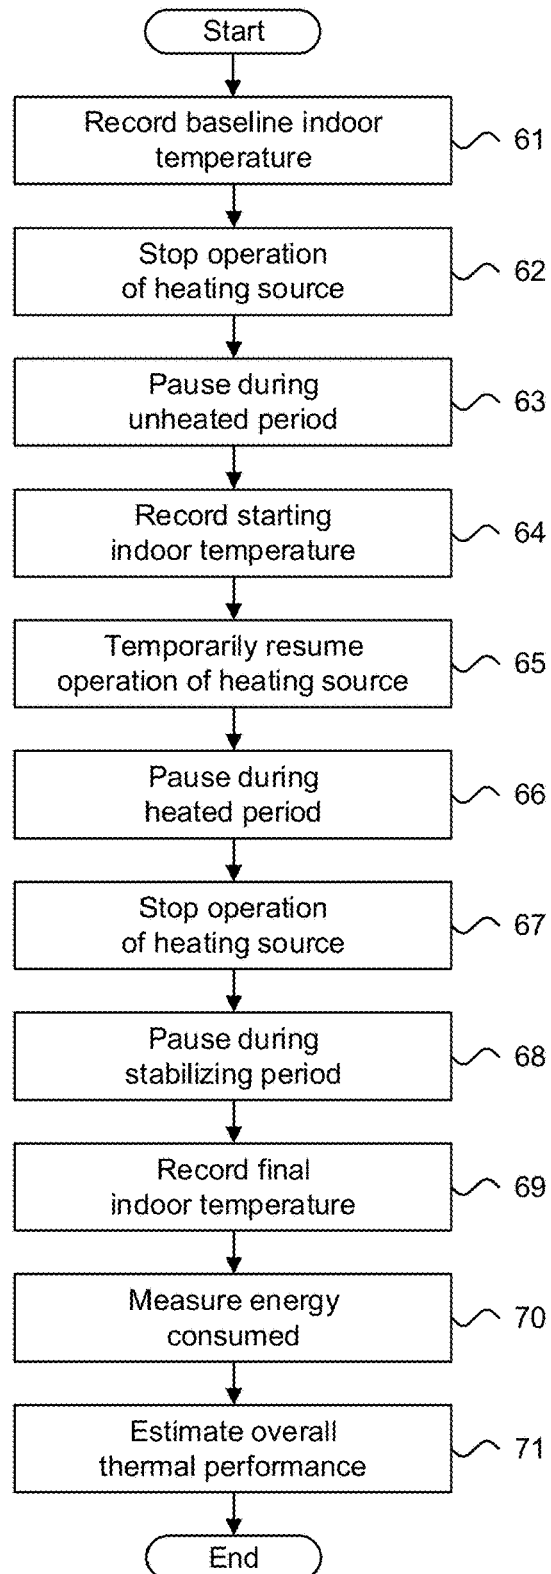 Start
Record baseline indoor
temperature
61
Stop operation
of heating source
62
Pause during
unheated period
63
Record starting
indoor temperature
64
Temporarily resume
operation of heating source
65
Pause during
heated period
66
Stop operation
of heating source
67
Pause during
stabilizing period
68
Record final
indoor temperature
69
Measure energy
consumed
70
Estimate overall
thermal performance
71
End